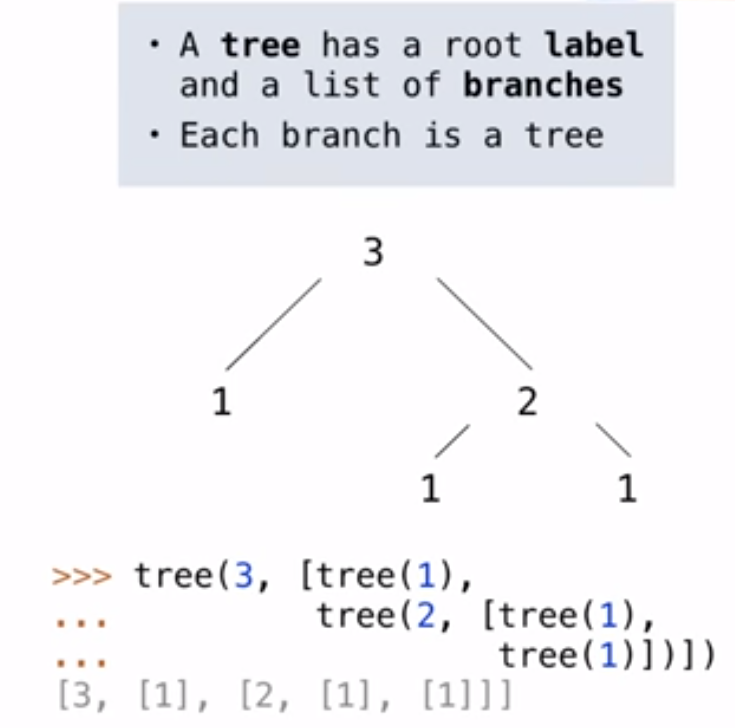 • A tree has a root label
and a list of branches
• Each branch is a tree
3
1 2
1 1
>>> tree(3, [tree(1),
...          tree(2, [tree(1),
...                   tree(1)])])
[3, [1], [2, [1], [1]]]